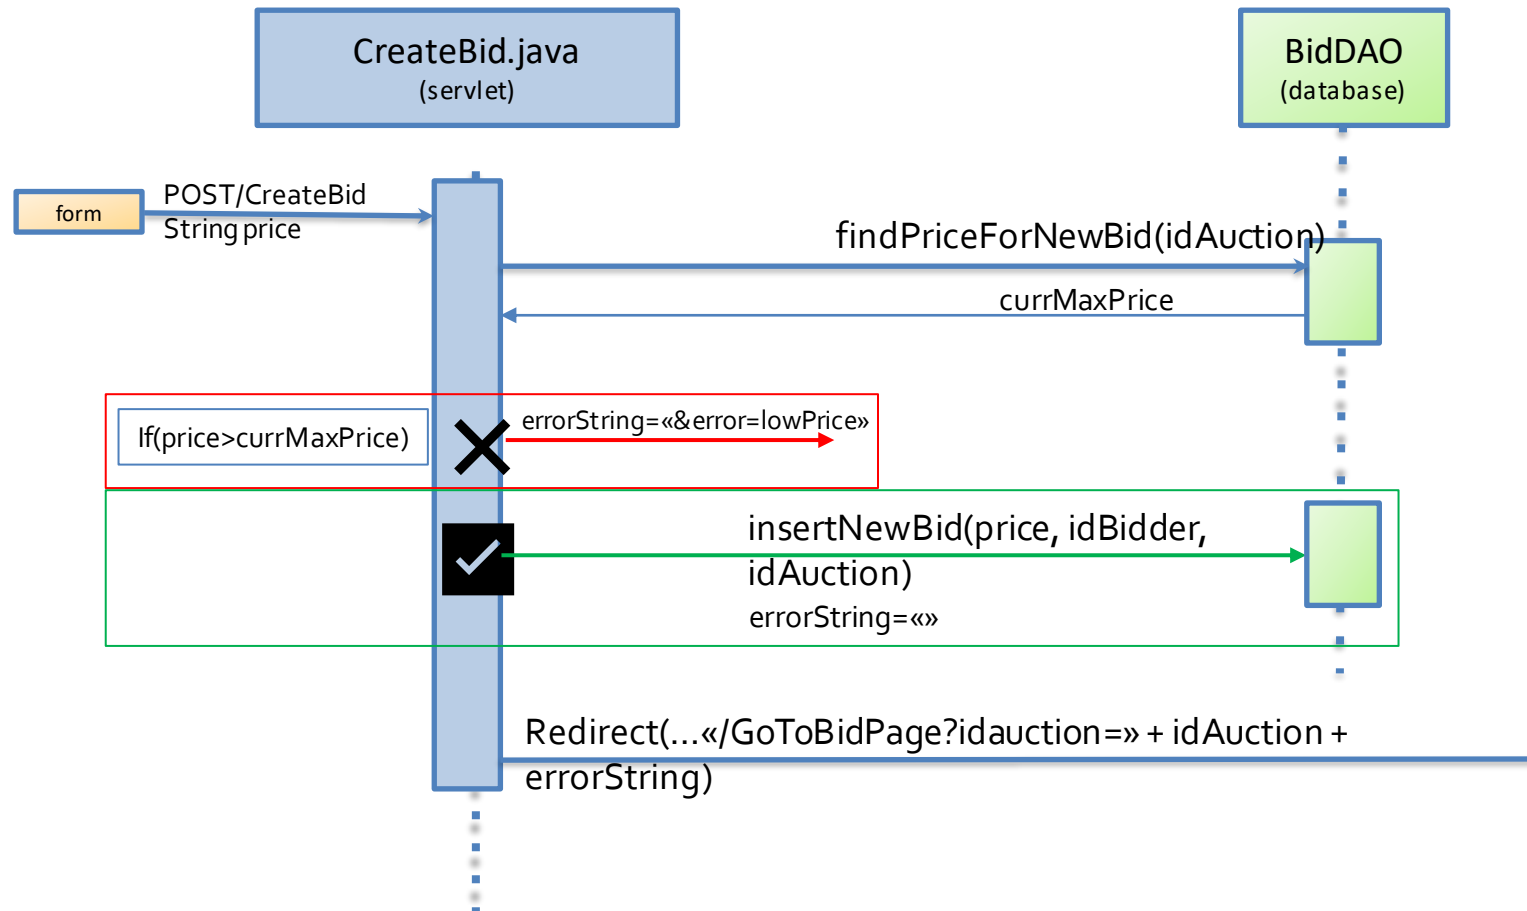 CreateBid.java
(servlet)
BidDAO
(database)
form
POST/CreateBid
String price
findPriceForNewBid(idAuction)
currMaxPrice
If(price>currMaxPrice)
errorString=«&error=lowPrice»
insertNewBid(price, idBidder,
idAuction)
errorString=«»
Redirect(...«/GoToBidPage?idauction=» + idAuction +
errorString)